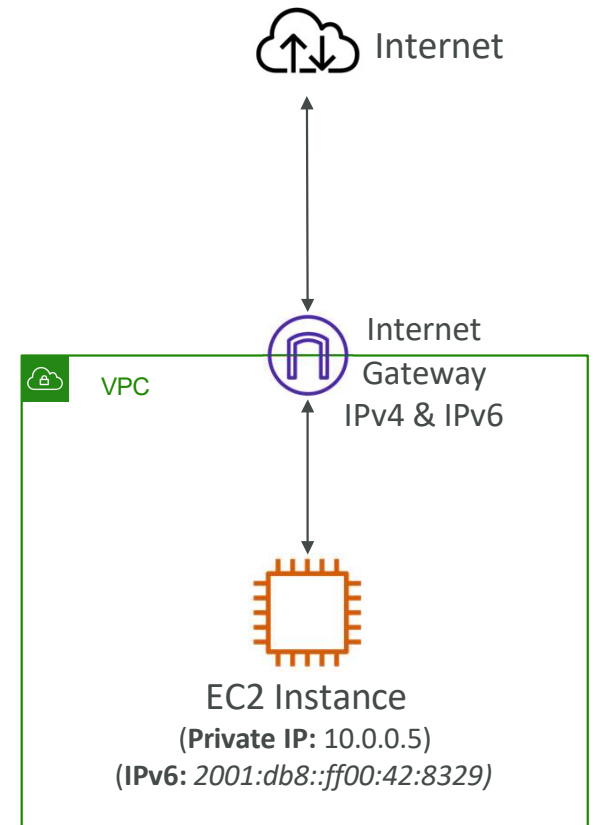 Internet
Internet
Gateway
IPv4 & IPv6
VPC
EC2 Instance
(Private IP: 10.0.0.5)
(IPv6: 2001:db8::ff00:42:8329)